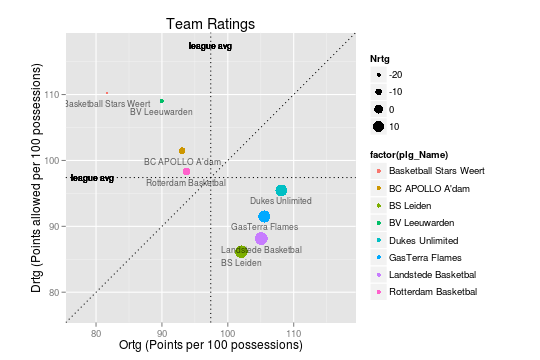 Team Ratings
league avg
Basketball Stars Weert
BV Leeuwarden
BC APOLLO A'dam
league avg
Rotterdam Basketbal
Dukes Unlimited
GasTerra Flames
Landstede Basketbal
BS Leiden
110
100
90
80
80
90
100
110
Drtg (Points allowed per 100 possessions)
Ortg (Points per 100 possessions)
Nrtg
-20
-10
0
10
factor(plg_Name)
Basketball Stars Weert
BC APOLLO A'dam
BS Leiden
BV Leeuwarden
Dukes Unlimited
GasTerra Flames
Landstede Basketbal
Rotterdam Basketbal